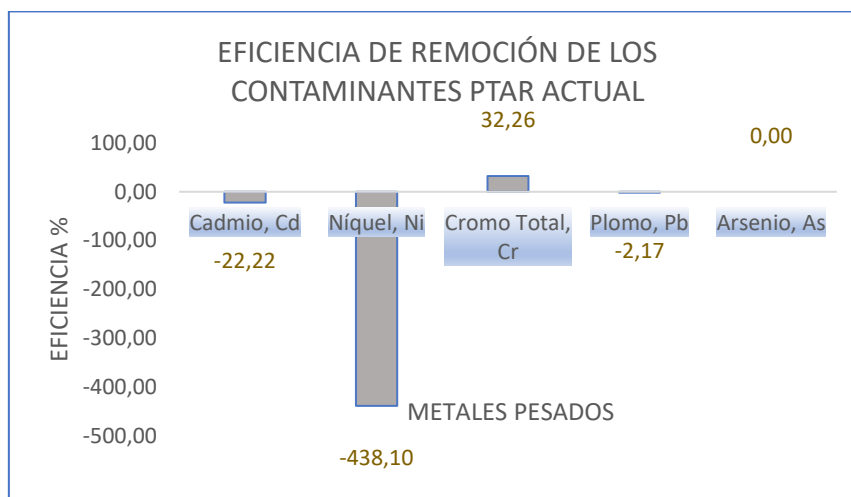 EFICIENCIA DE REMOCIÓN DE LOS
CONTAMINANTES PTAR ACTUAL
32,26
0,00
100,00
0,00
-100,00
-200,00
-300,00
-400,00
-500,00
EFICIENCIA %
Cadmio, Cd
Níquel, Ni
Cromo Total,
Cr
Plomo, Pb
Arsenio, As
-22,22
-2,17
METALES PESADOS
-438,10